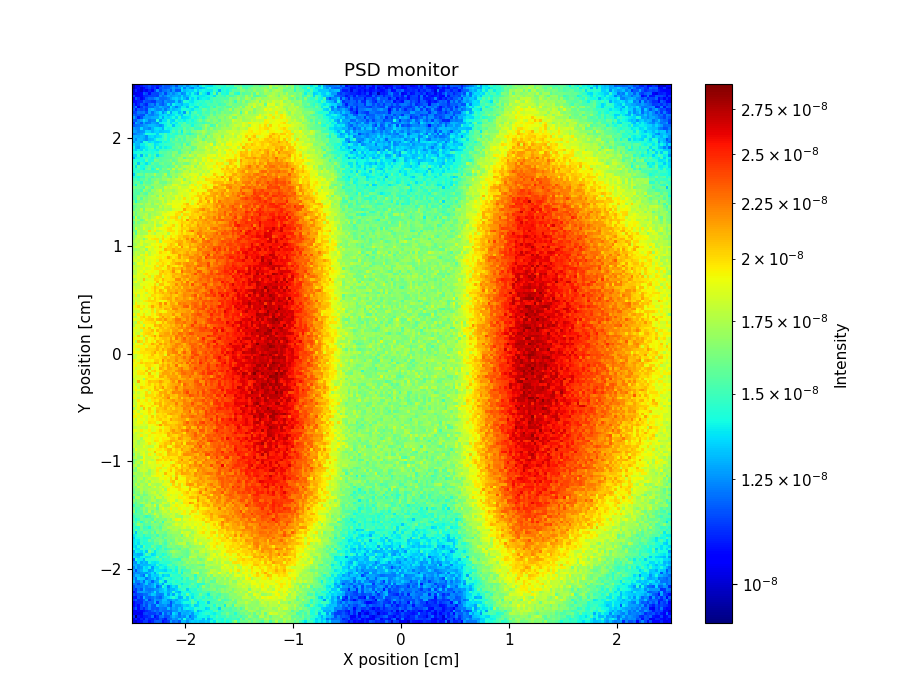 PSD monitor
2
1
0
−1
−2
Y position [cm]
−2 −1 0 1 2
X position [cm]
2.75 × 10⁻⁸
2.5 × 10⁻⁸
2.25 × 10⁻⁸
2 × 10⁻⁸
1.75 × 10⁻⁸
1.5 × 10⁻⁸
1.25 × 10⁻⁸
10⁻⁸
Intensity